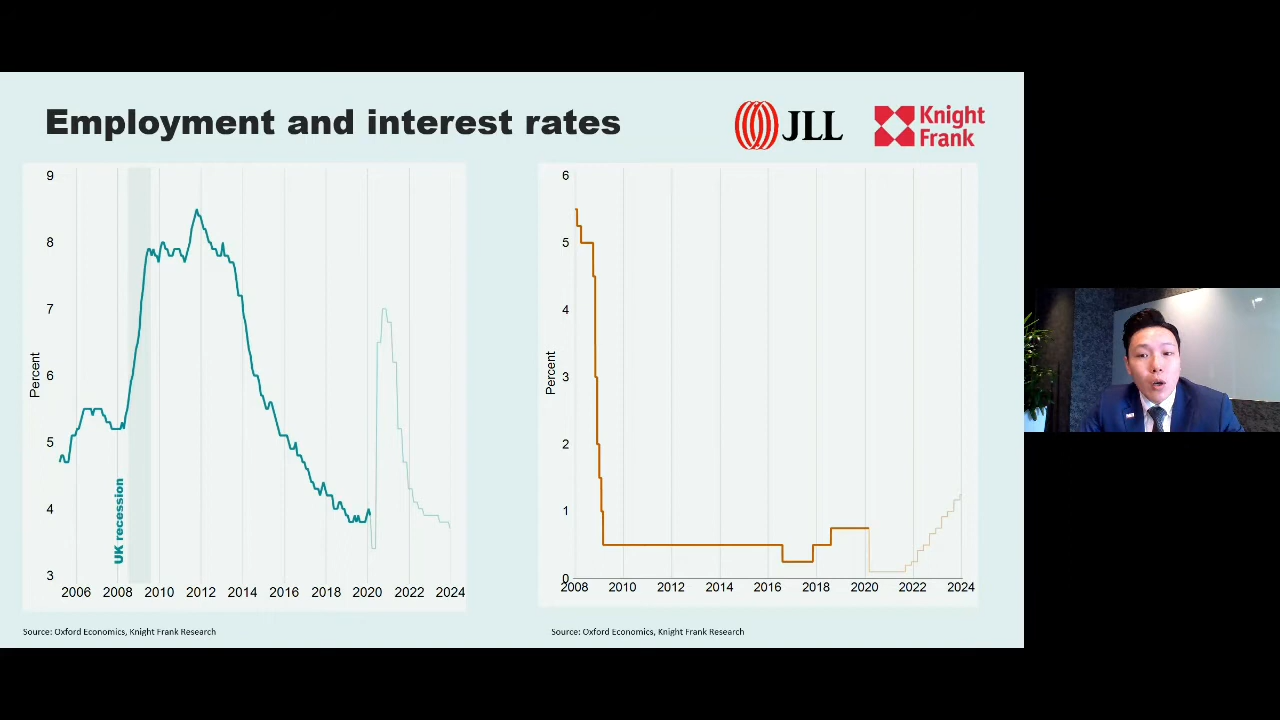 Employment and interest rates
JLL
Knight
Frank
9
8
7
6
5
4
3
Percent
UK recession
2006 2008 2010 2012 2014 2016 2018 2020 2022 2024
Source: Oxford Economics, Knight Frank Research
6
5
4
3
2
1
0
Percent
2008 2010 2012 2014 2016 2018 2020 2022 2024
Source: Oxford Economics, Knight Frank Research